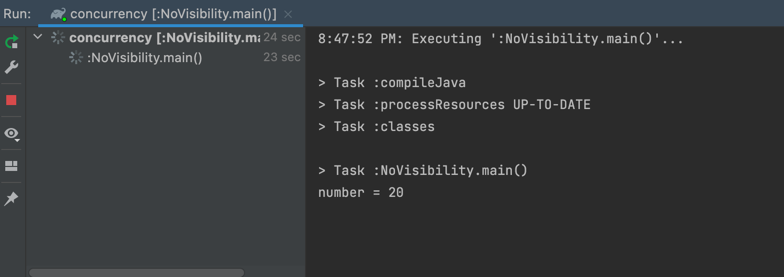 Run: concurrency [:NoVisibility.main()]
concurrency [:NoVisibility.ma 24 sec
:NoVisibility.main() 23 sec
8:47:52 PM: Executing ':NoVisibility.main()'...
> Task :compileJava
> Task :processResources UP-TO-DATE
> Task :classes
> Task :NoVisibility.main()
number = 20